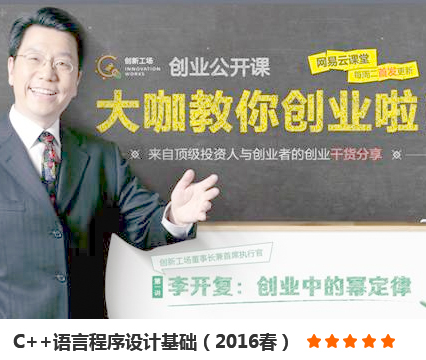 创新工场
INNOVATION
WORKS
创业公开课
网易云课堂
每周二首发更新
大咖教你创业啦
来自顶级投资人与创业者的创业干货分享
创新工场董事长兼首席执行官
第一讲
李开复：创业中的幂定律
C++语言程序设计基础（2016春）